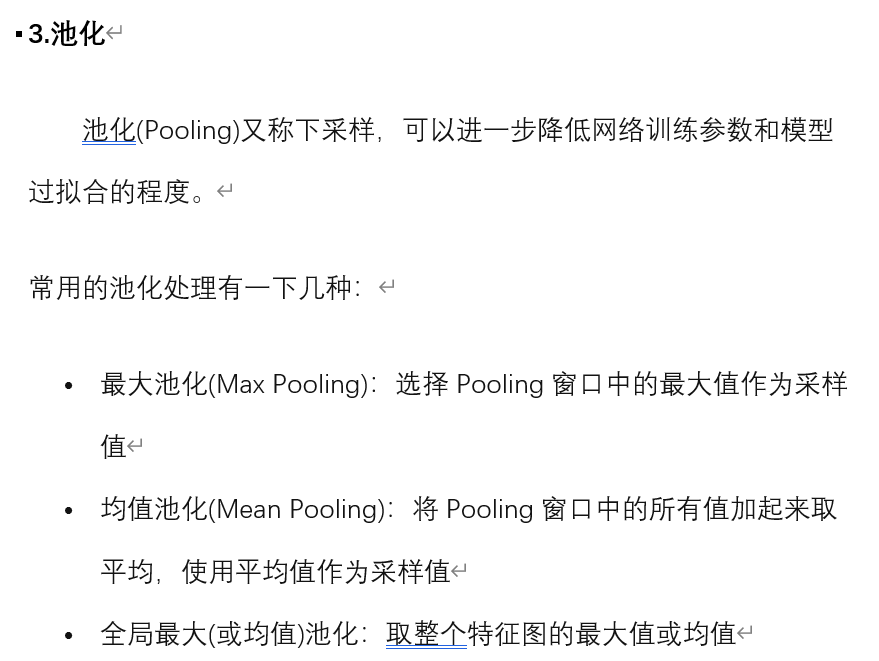 3.池化
池化(Pooling)又称下采样，可以进一步降低网络训练参数和模型
过拟合的程度。
常用的池化处理有一下几种：
最大池化(Max Pooling)：选择 Pooling 窗口中的最大值作为采样
值
均值池化(Mean Pooling)：将 Pooling 窗口中的所有值加起来取
平均，使用平均值作为采样值
全局最大(或均值)池化：取整个特征图的最大值或均值